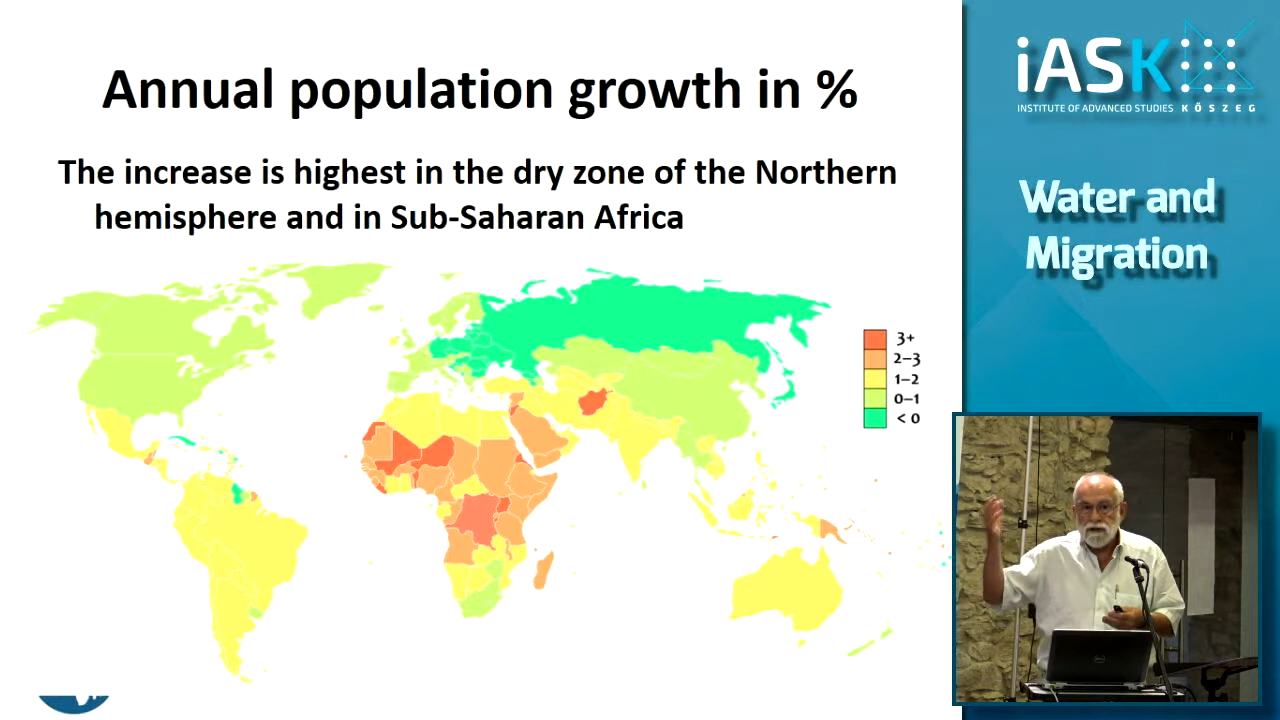 Annual population growth in %
The increase is highest in the dry zone of the Northern
hemisphere and in Sub-Saharan Africa
3+
2–3
1–2
0–1
< 0
iASK
INSTITUTE OF ADVANCED STUDIES KŐSZEG
Water and
Migration
DELL